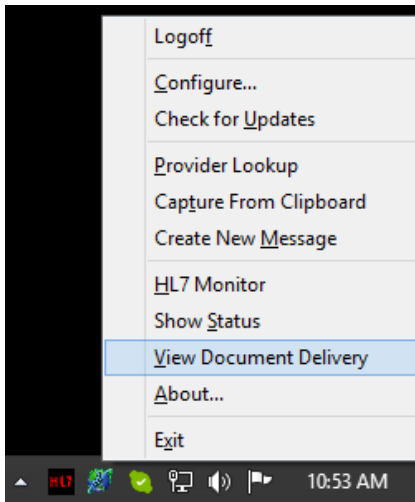 Logoff
Configure...
Check for Updates
Provider Lookup
Capture From Clipboard
Create New Message
HL7 Monitor
Show Status
View Document Delivery
About...
Exit
HL7
10:53 AM